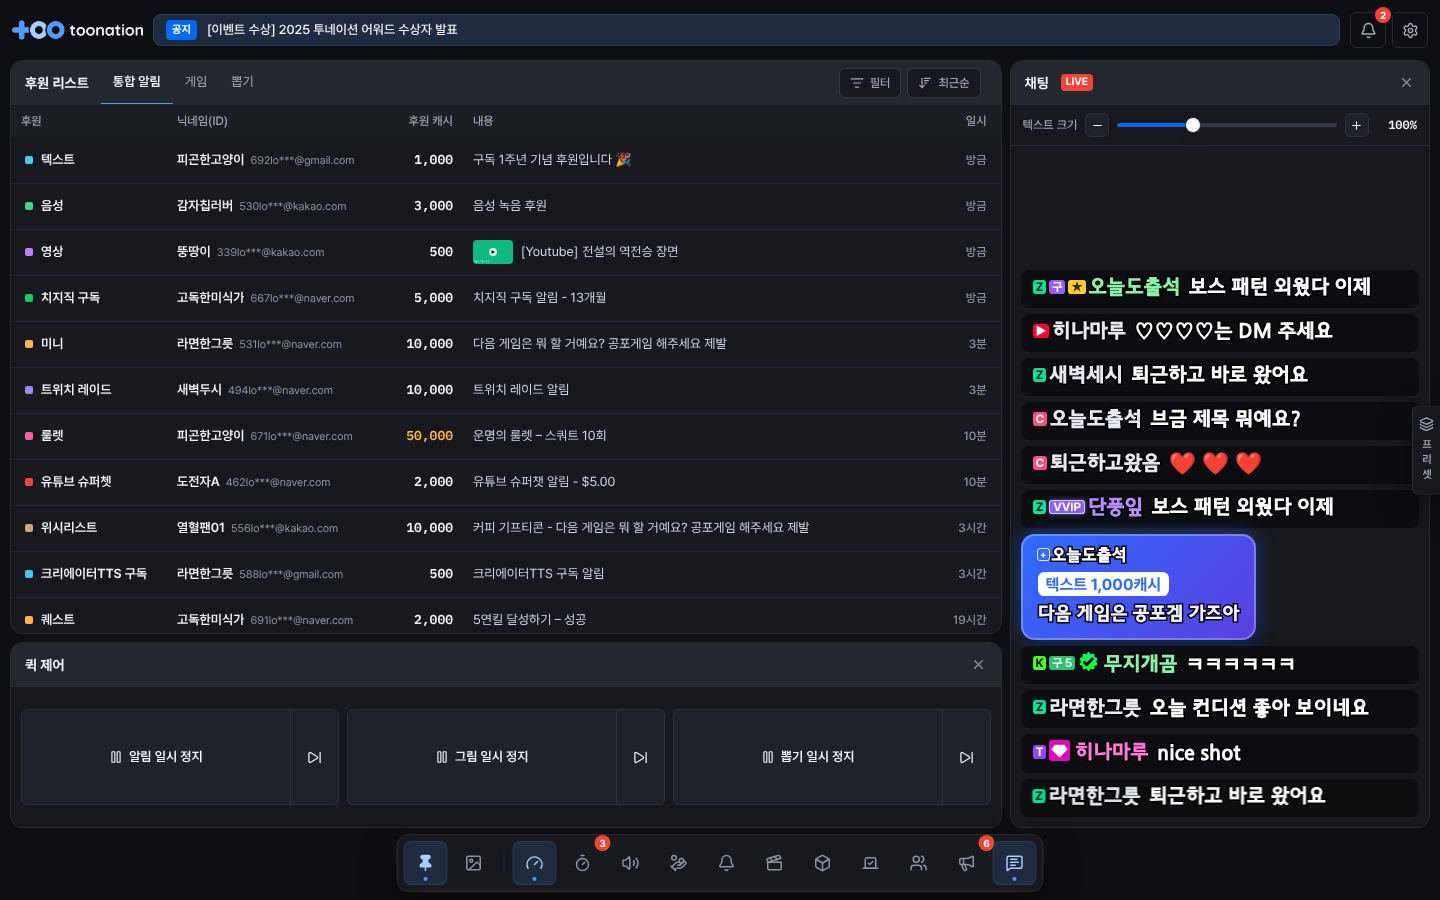 toonation
공지 [이벤트 수상] 2025 투네이션 어워드 수상자 발표
2
후원 리스트 통합 알림 게임 뽑기 필터 최근순
후원 닉네임(ID) 후원 캐시 내용 일시
텍스트 피곤한고양이 692lo***@gmail.com 1,000 구독 1주년 기념 후원입니다 🎉 방금
음성 감자칩러버 530lo***@kakao.com 3,000 음성 녹음 후원 방금
영상 뚱땅이 339lo***@kakao.com 500 [Youtube] 전설의 역전승 장면 방금
치지직 구독 고독한미식가 667lo***@naver.com 5,000 치지직 구독 알림 - 13개월 방금
미니 라면한그릇 531lo***@naver.com 10,000 다음 게임은 뭐 할 거예요? 공포게임 해주세요 제발 3분
트위치 레이드 새벽두시 494lo***@naver.com 10,000 트위치 레이드 알림 3분
룰렛 피곤한고양이 671lo***@naver.com 50,000 운명의 룰렛 – 스쿼트 10회 10분
유튜브 슈퍼쳇 도전자A 462lo***@naver.com 2,000 유튜브 슈퍼챗 알림 - $5.00 10분
위시리스트 열혈팬01 556lo***@kakao.com 10,000 커피 기프티콘 - 다음 게임은 뭐 할 거예요? 공포게임 해주세요 제발 3시간
크리에이터TTS 구독 라면한그릇 588lo***@gmail.com 500 크리에이터TTS 구독 알림 3시간
퀘스트 고독한미식가 691lo***@naver.com 2,000 5연킬 달성하기 – 성공 19시간
퀵 제어
알림 일시 정지 그림 일시 정지 뽑기 일시 정지
채팅 LIVE
텍스트 크기 − + 100%
Z 구 ★ 오늘도출석 보스 패턴 외웠다 이제
히나마루 ♡♡♡♡는 DM 주세요
Z 새벽세시 퇴근하고 바로 왔어요
C 오늘도출석 브금 제목 뭐예요?
C 퇴근하고왔음 ❤️ ❤️ ❤️
Z VVIP 단풍잎 보스 패턴 외웠다 이제
오늘도출석
텍스트 1,000캐시
다음 게임은 공포겜 가즈아
K 구 5 무지개곰 ㅋㅋㅋㅋㅋㅋ
Z 라면한그릇 오늘 컨디션 좋아 보이네요
T 히나마루 nice shot
Z 라면한그릇 퇴근하고 바로 왔어요
프리셋
3
6